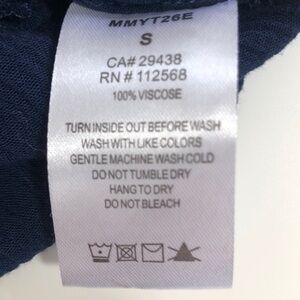 MMYT26E
S
CA# 29438
RN # 112568
100% VISCOSE
TURN INSIDE OUT BEFORE WASH
WASH WITH LIKE COLORS
GENTLE MACHINE WASH COLD
DO NOT TUMBLE DRY
HANG TO DRY
DO NOT BLEACH